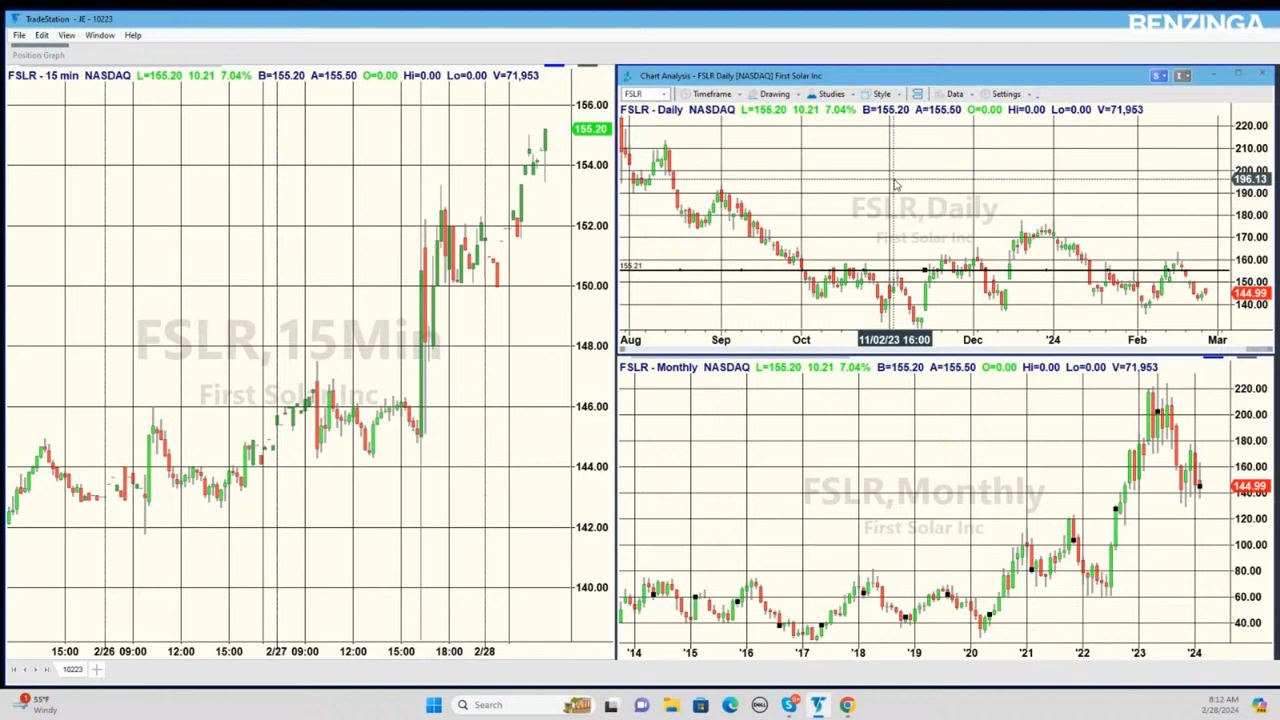 TradeStation - JE - 10223
BENZINGA
File Edit View Window Help
Position Graph
FSLR - 15 min NASDAQ L=155.20 10.21 7.04% B=155.20 A=155.50 O=0.00 Hi=0.00 Lo=0.00 V=71,953
156.00
155.20
154.00
152.00
150.00
148.00
146.00
144.00
142.00
140.00
FSLR,15Min
First Solar Inc
15:00 2/26 09:00 12:00 15:00 2/27 09:00 12:00 15:00 18:00 2/28
10223
Chart Analysis - FSLR Daily [NASDAQ] First Solar Inc
FSLR Timeframe Drawing Studies Style Data Settings
FSLR - Daily NASDAQ L=155.20 10.21 7.04% B=155.20 A=155.50 O=0.00 Hi=0.00 Lo=0.00 V=71,953
220.00
210.00
200.00
196.13
190.00
180.00
170.00
160.00
150.00
144.99
140.00
155.21
FSLR,Daily
First Solar Inc
Aug Sep Oct 11/02/23 16:00 Dec '24 Feb Mar
FSLR - Monthly NASDAQ L=155.20 10.21 7.04% B=155.20 A=155.50 O=0.00 Hi=0.00 Lo=0.00 V=71,953
220.00
200.00
180.00
160.00
144.99
140.00
120.00
100.00
80.00
60.00
40.00
FSLR,Monthly
First Solar Inc
'14 '15 '16 '17 '18 '19 '20 '21 '22 '23 '24
55°F
Windy
Search
DELL
8:12 AM
2/28/2024